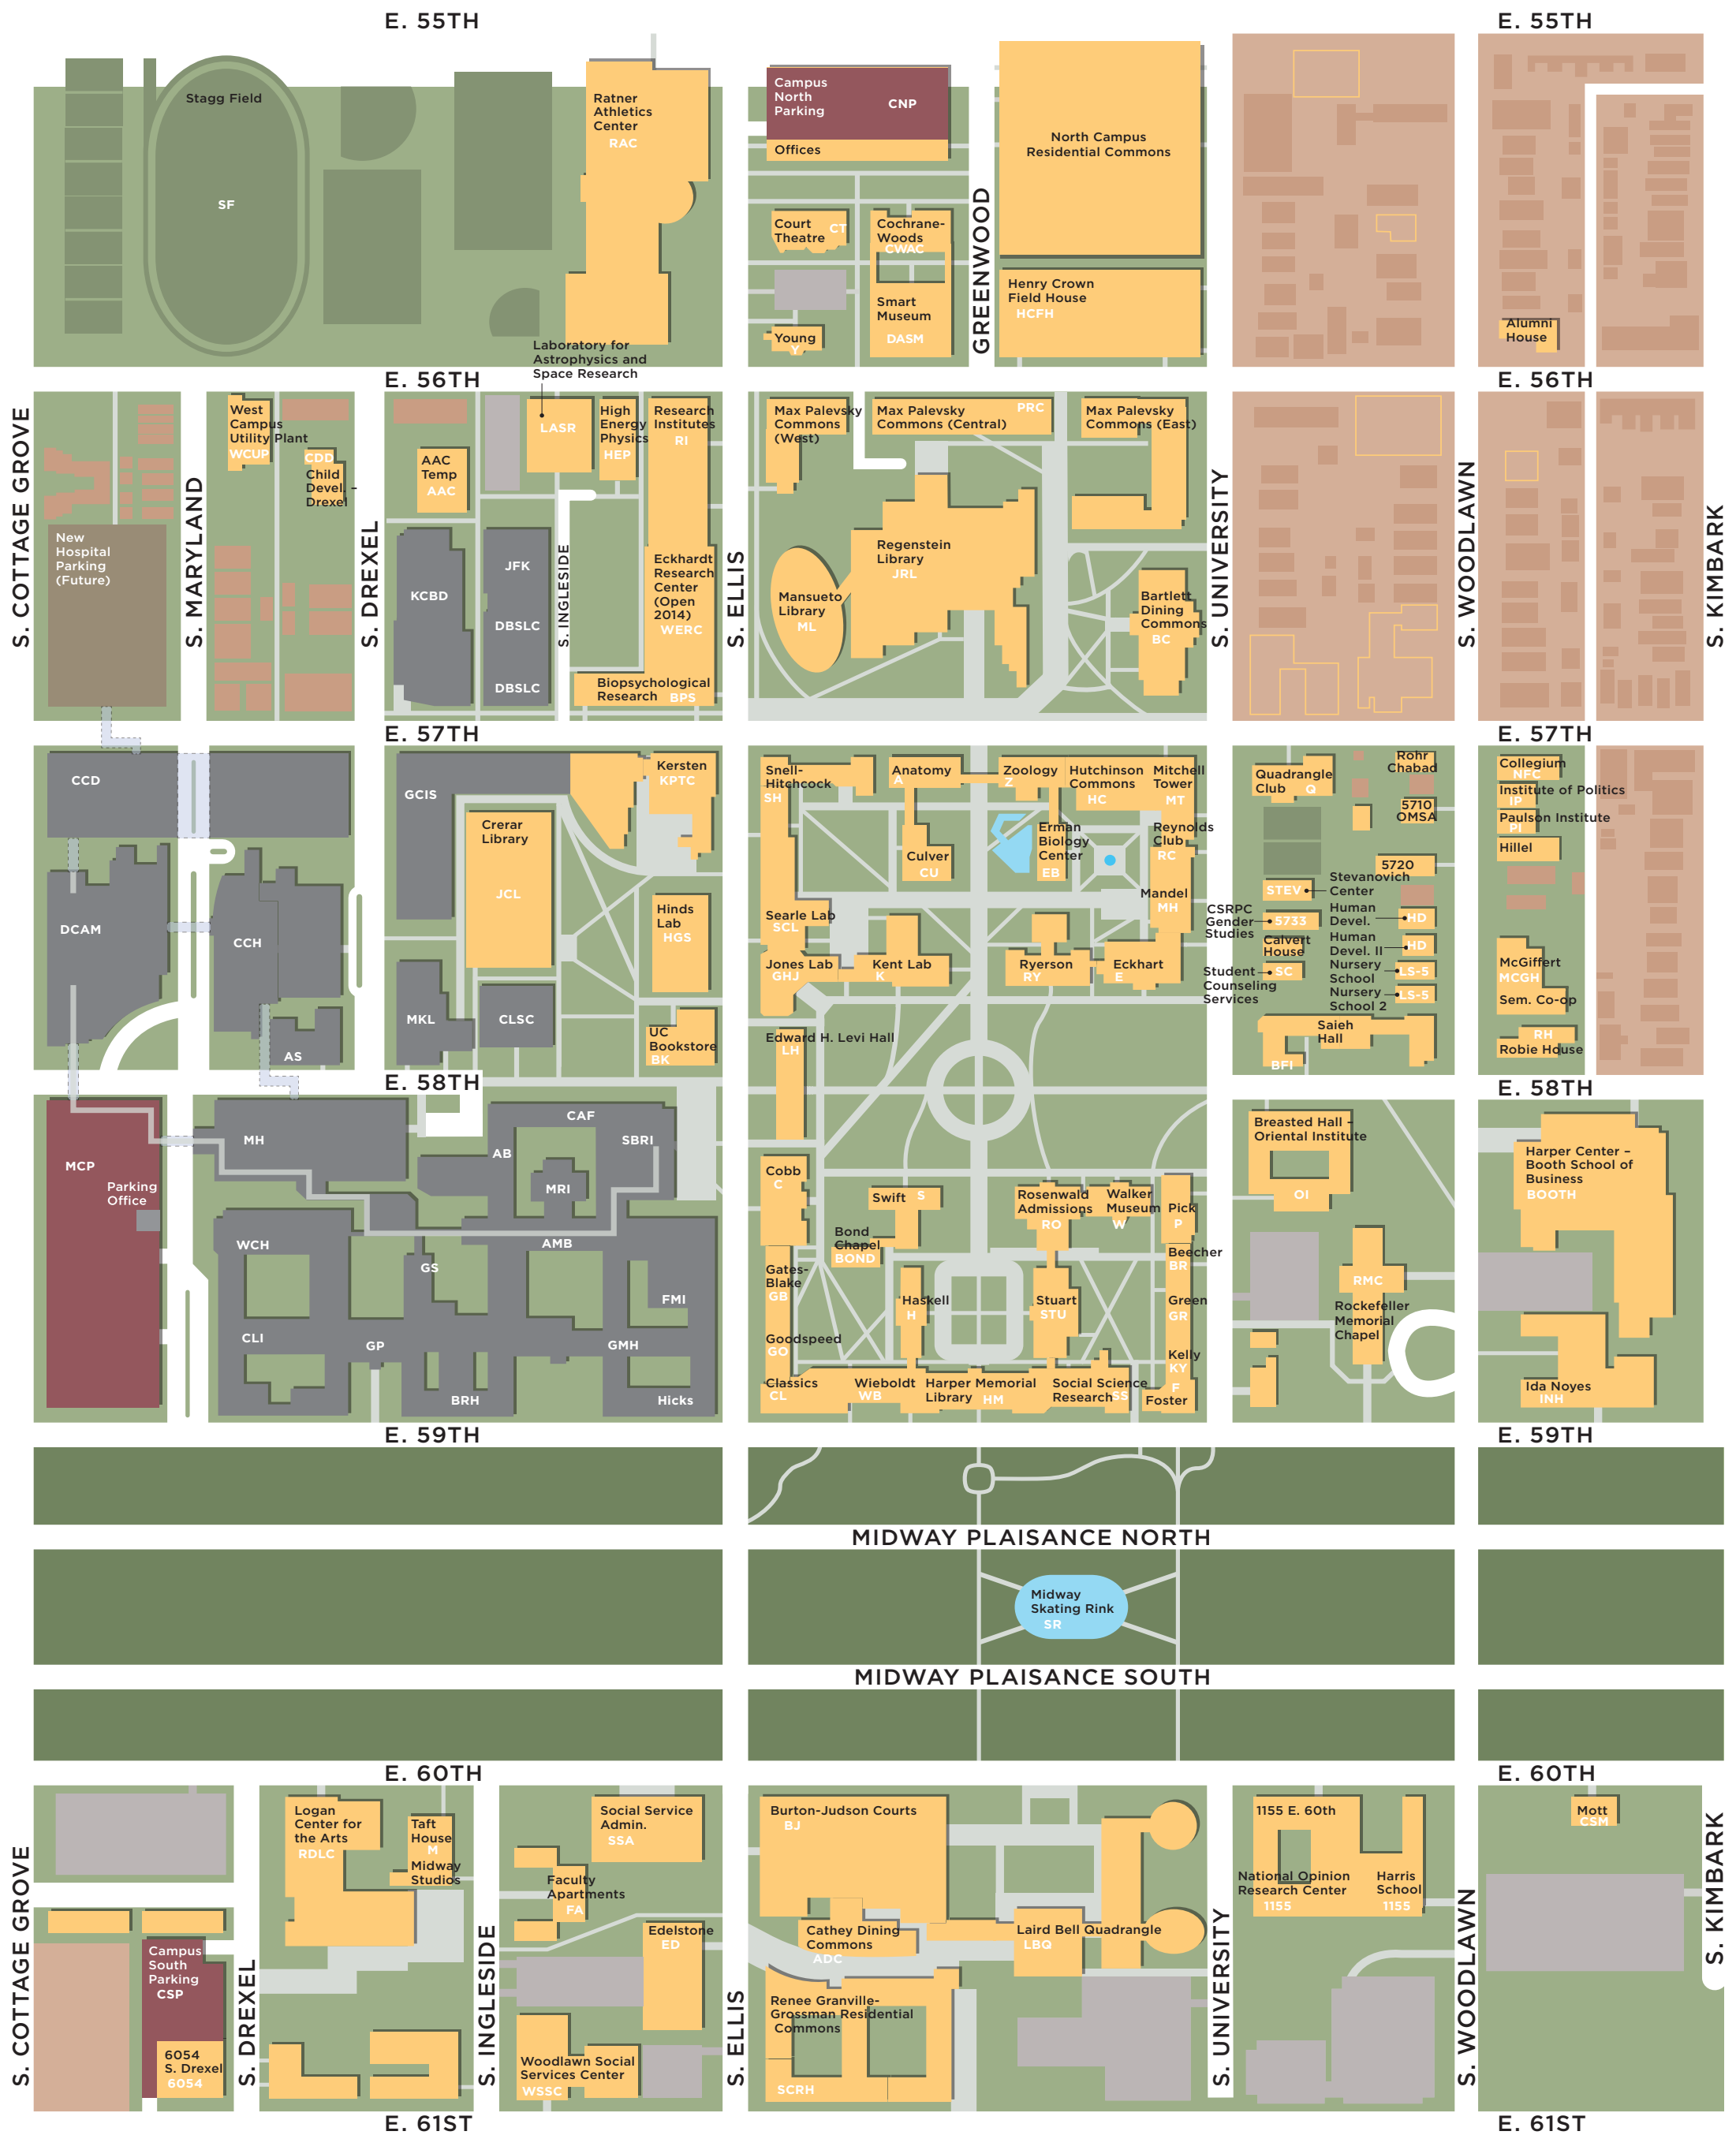 E. 55TH
E. 55TH
Stagg Field
SF
Ratner
Athletics
Center
RAC
Campus
North
Parking
CNP
Offices
North Campus
Residential Commons
Court
Theatre
CT
Cochrane-
Woods
CWAC
Smart
Museum
DASM
Young
Y
GREENWOOD
Henry Crown
Field House
HCFH
Alumni
House
Laboratory for
Astrophysics and
Space Research
E. 56TH
E. 56TH
S. COTTAGE GROVE
S. MARYLAND
S. DREXEL
S. INGLESIDE
S. ELLIS
S. UNIVERSITY
S. WOODLAWN
S. KIMBARK
West
Campus
Utility Plant
WCUP
CDD
Child
Devel. –
Drexel
New
Hospital
Parking
(Future)
AAC
Temp
AAC
LASR
High
Energy
Physics
HEP
Research
Institutes
RI
KCBD
JFK
DBSLC
DBSLC
Eckhardt
Research
Center
(Open
2014)
WERC
Biopsychological
Research
BPS
Max Palevsky
Commons
(West)
Max Palevsky
Commons (Central)
PRC
Max Palevsky
Commons (East)
Regenstein
Library
JRL
Mansueto
Library
ML
Bartlett
Dining
Commons
BC
E. 57TH
E. 57TH
CCD
DCAM
CCH
AS
GCIS
Kersten
KPTC
Crerar
Library
JCL
Hinds
Lab
HGS
MKL
CLSC
UC
Bookstore
BK
Snell-
Hitchcock
SH
Anatomy
A
Zoology
Z
Hutchinson
Commons
HC
Mitchell
Tower
MT
Culver
CU
Erman
Biology
Center
EB
Reynolds
Club
RC
Mandel
MH
Searle Lab
SCL
Jones Lab
GHJ
Kent Lab
K
Ryerson
RY
Eckhart
E
Edward H. Levi Hall
LH
Quadrangle
Club
Q
Rohr
Chabad
5710
OMSA
5720
STEV
Stevanovich
Center
CSRPC
Gender
Studies
5733
Human
Devel.
HD
Calvert
House
Human
Devel. II
HD
Student
Counseling
Services
SC
Nursery
School
LS-5
Nursery
School 2
LS-5
Saieh
Hall
BFI
Collegium
NFC
Institute of Politics
IP
Paulson Institute
PI
Hillel
McGiffert
MCGH
Sem. Co-op
RH
Robie House
E. 58TH
E. 58TH
MCP
Parking
Office
MH
CAF
AB
SBRI
MRI
WCH
AMB
GS
FMI
CLI
GP
GMH
BRH
Hicks
Cobb
C
Swift
S
Bond
Chapel
BOND
Rosenwald
Admissions
RO
Walker
Museum
W
Pick
P
Beecher
BR
Gates-
Blake
GB
Haskell
H
Stuart
STU
Green
GR
Goodspeed
GO
Kelly
KY
Classics
CL
Wieboldt
WB
Harper Memorial
Library
HM
Social Science
Research
SS
F
Foster
Breasted Hall –
Oriental Institute
OI
RMC
Rockefeller
Memorial
Chapel
Harper Center –
Booth School of
Business
BOOTH
Ida Noyes
INH
E. 59TH
E. 59TH
MIDWAY PLAISANCE NORTH
Midway
Skating Rink
SR
MIDWAY PLAISANCE SOUTH
E. 60TH
E. 60TH
S. COTTAGE GROVE
S. DREXEL
S. INGLESIDE
S. ELLIS
S. UNIVERSITY
S. WOODLAWN
S. KIMBARK
Logan
Center for
the Arts
RDLC
Taft
House
M
Midway
Studios
Social Service
Admin.
SSA
Faculty
Apartments
FA
Edelstone
ED
Campus
South
Parking
CSP
6054
S. Drexel
6054
Woodlawn Social
Services Center
WSSC
Burton-Judson Courts
BJ
Cathey Dining
Commons
ADC
Laird Bell Quadrangle
LBQ
Renee Granville-
Grossman Residential
Commons
SCRH
1155 E. 60th
National Opinion
Research Center
1155
Harris
School
1155
Mott
CSM
E. 61ST
E. 61ST